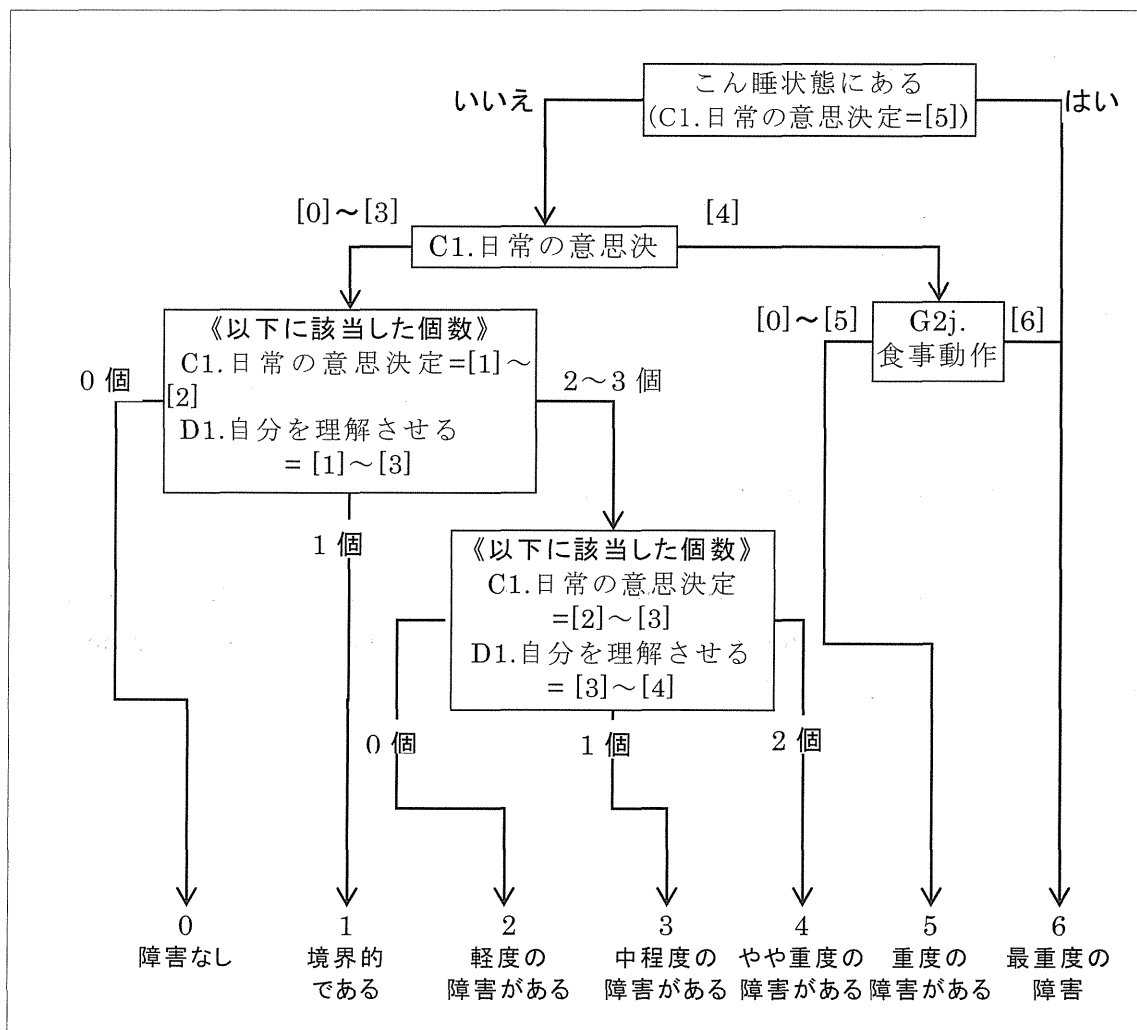 こん睡状態にある
(C1.日常の意思決定=[5])
いいえ
はい
[0]～[3]
[4]
C1.日常の意思決
《以下に該当した個数》
C1.日常の意思決定=[1]～
[2]
D1.自分を理解させる
= [1]～[3]
[0]～[5]
G2j.
食事動作
[6]
0 個
2～3 個
1 個
《以下に該当した個数》
C1.日常の意思決定
=[2]～[3]
D1.自分を理解させる
= [3]～[4]
0 個
1 個
2 個
0
障害なし
1
境界的
である
2
軽度の
障害がある
3
中程度の
障害がある
4
やや重度の
障害がある
5
重度の
障害がある
6
最重度の
障害